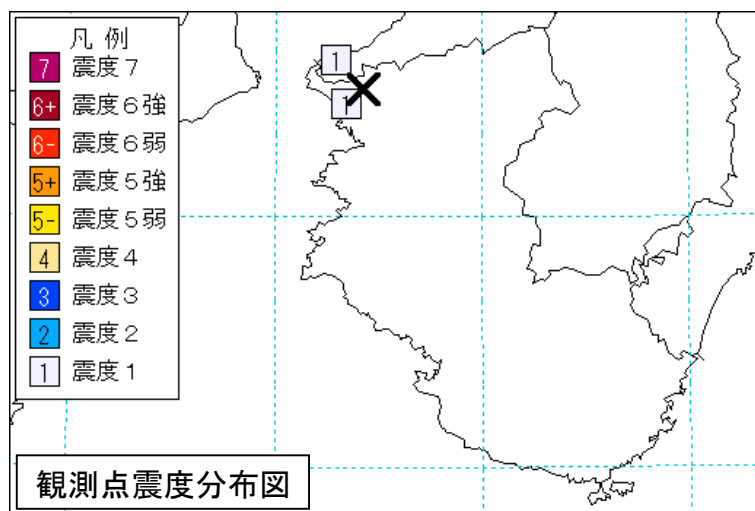 凡 例
7 震度７
6+ 震度６強
6- 震度６弱
5+ 震度５強
5- 震度５弱
4 震度４
3 震度３
2 震度２
1 震度１
1
1
観測点震度分布図